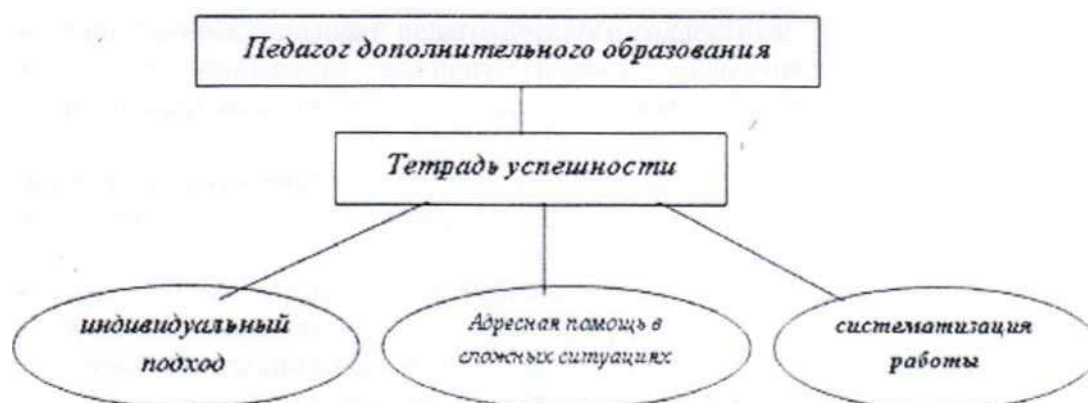 Педагог дополнительного образования
Тетрадь успешности
индивидуальный
подход
Адресная помощь в
сложных ситуациях
систематизация
работы